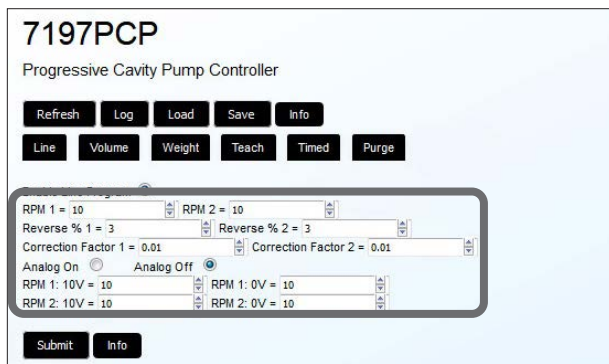 7197PCP
Progressive Cavity Pump Controller
Refresh Log Load Save Info
Line Volume Weight Teach Timed Purge
Enable Line Program
RPM 1 = 10 RPM 2 = 10
Reverse % 1 = 3 Reverse % 2 = 3
Correction Factor 1 = 0.01 Correction Factor 2 = 0.01
Analog On Analog Off
RPM 1: 10V = 10 RPM 1: 0V = 10
RPM 2: 10V = 10 RPM 2: 0V = 10
Submit Info